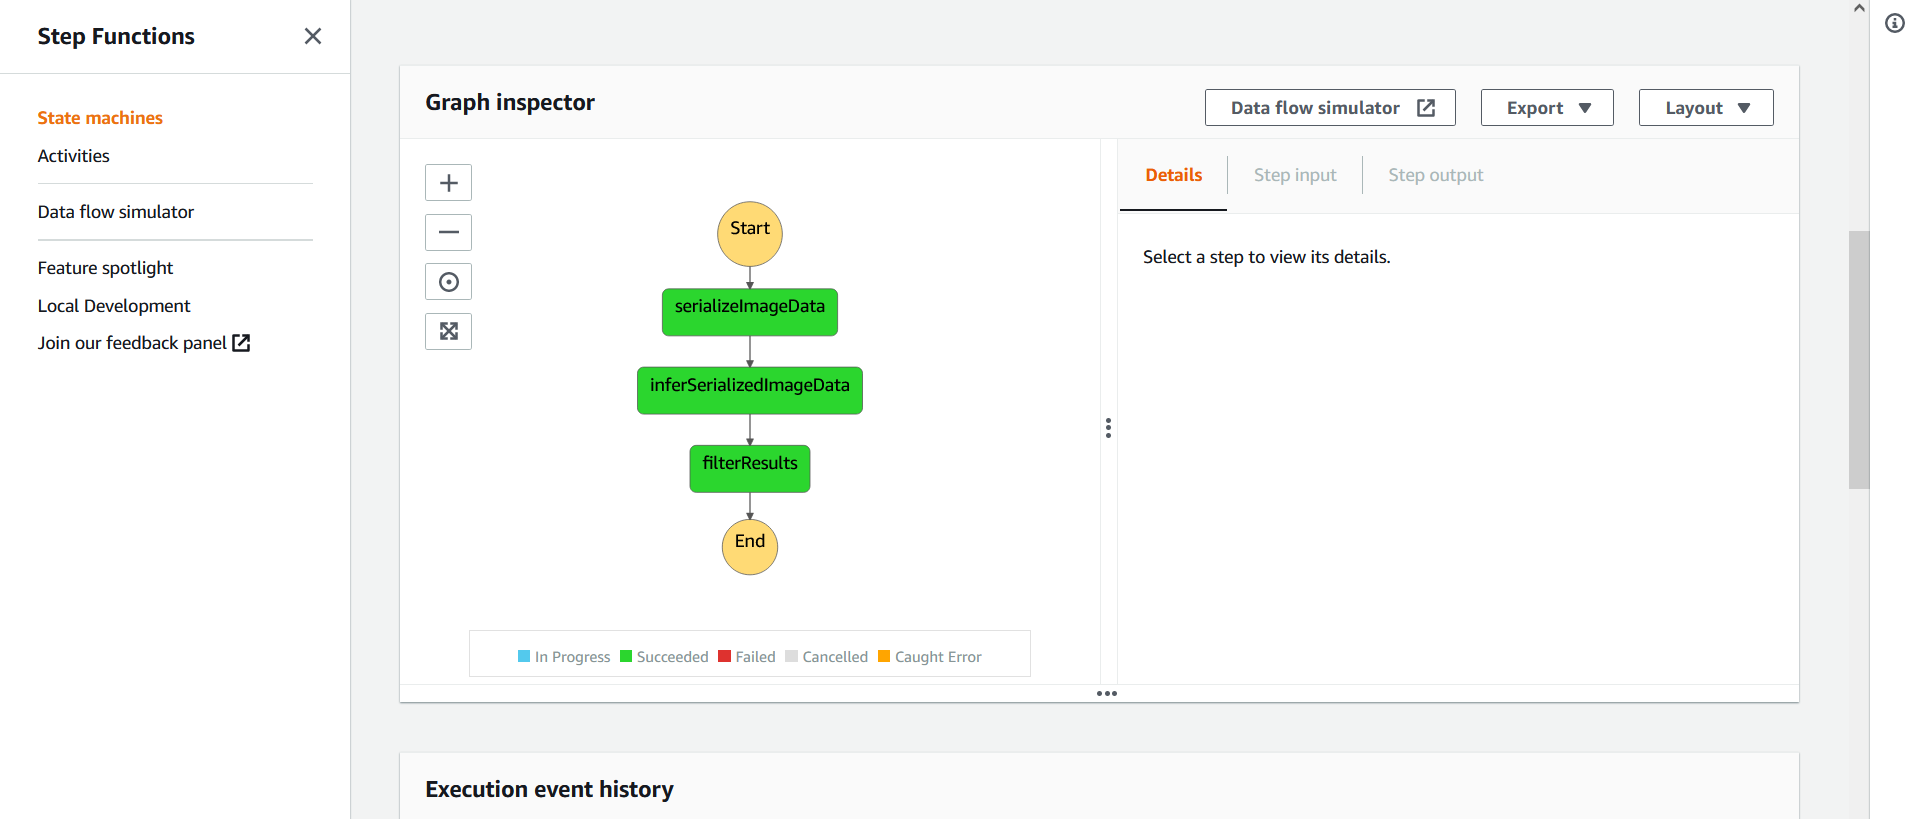 Step Functions
State machines
Activities
Data flow simulator
Feature spotlight
Local Development
Join our feedback panel
Graph inspector
Data flow simulator
Export
Layout
Start
serializeImageData
inferSerializedImageData
filterResults
End
In Progress Succeeded Failed Cancelled Caught Error
Details Step input Step output
Select a step to view its details.
Execution event history